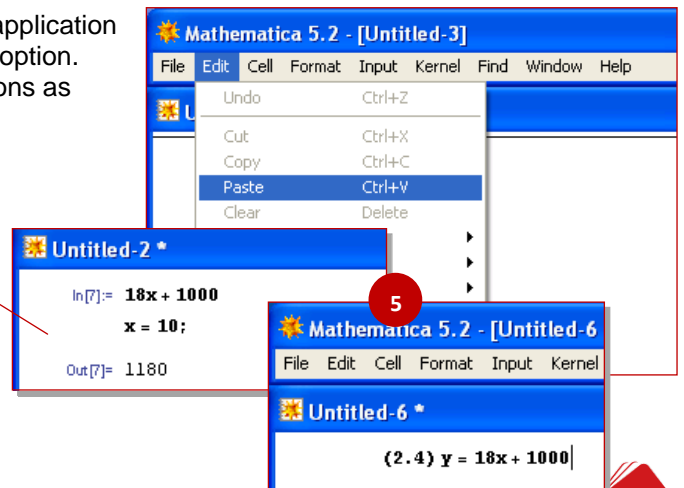 application
option.
ons as
Mathematica 5.2 - [Untitled-3]
File Edit Cell Format Input Kernel Find Window Help
U
Undo Ctrl+Z
Cut Ctrl+X
Copy Ctrl+C
Paste Ctrl+V
Clear Delete
Untitled-2 *
In[7]:= 18x + 1000
x = 10;
Out[7]= 1180
5
Mathematica 5.2 - [Untitled-6
File Edit Cell Format Input Kernel
Untitled-6 *
(2.4) y = 18x + 1000